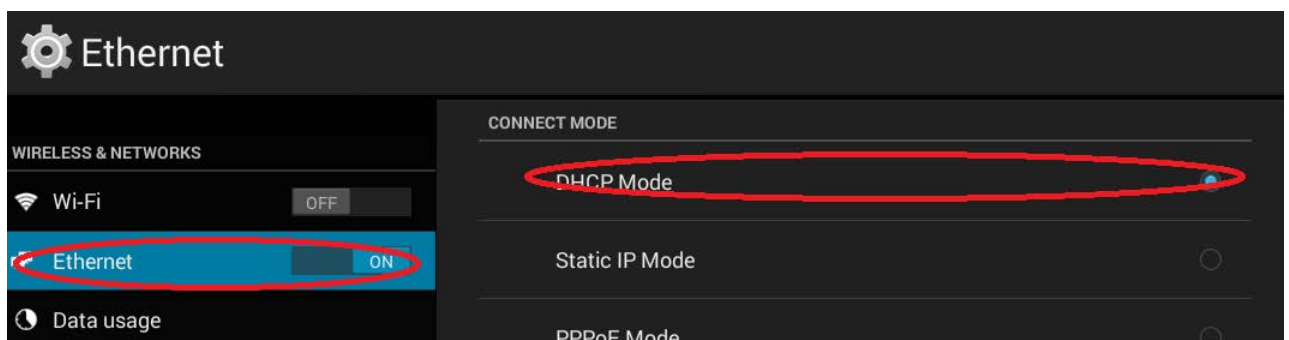 Ethernet
WIRELESS & NETWORKS
Wi-Fi OFF
Ethernet ON
Data usage
CONNECT MODE
DHCP Mode
Static IP Mode
PPPoE Mode